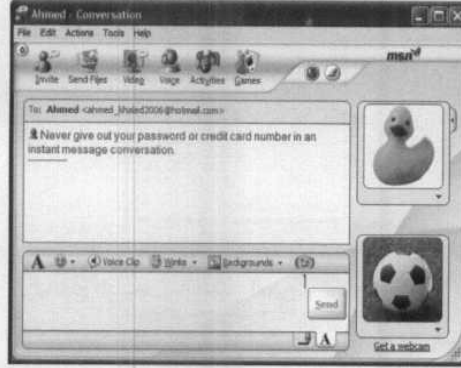 Ahmed - Conversation
File Edit Actions Tools Help
msn
Invite Send Files Video Voice Activities Games
To: Ahmed <ahmed_khaled2006@hotmail.com>
Never give out your password or credit card number in an
instant message conversation.
A Voice Clip Winks Backgrounds
Send
A
Get a webcam